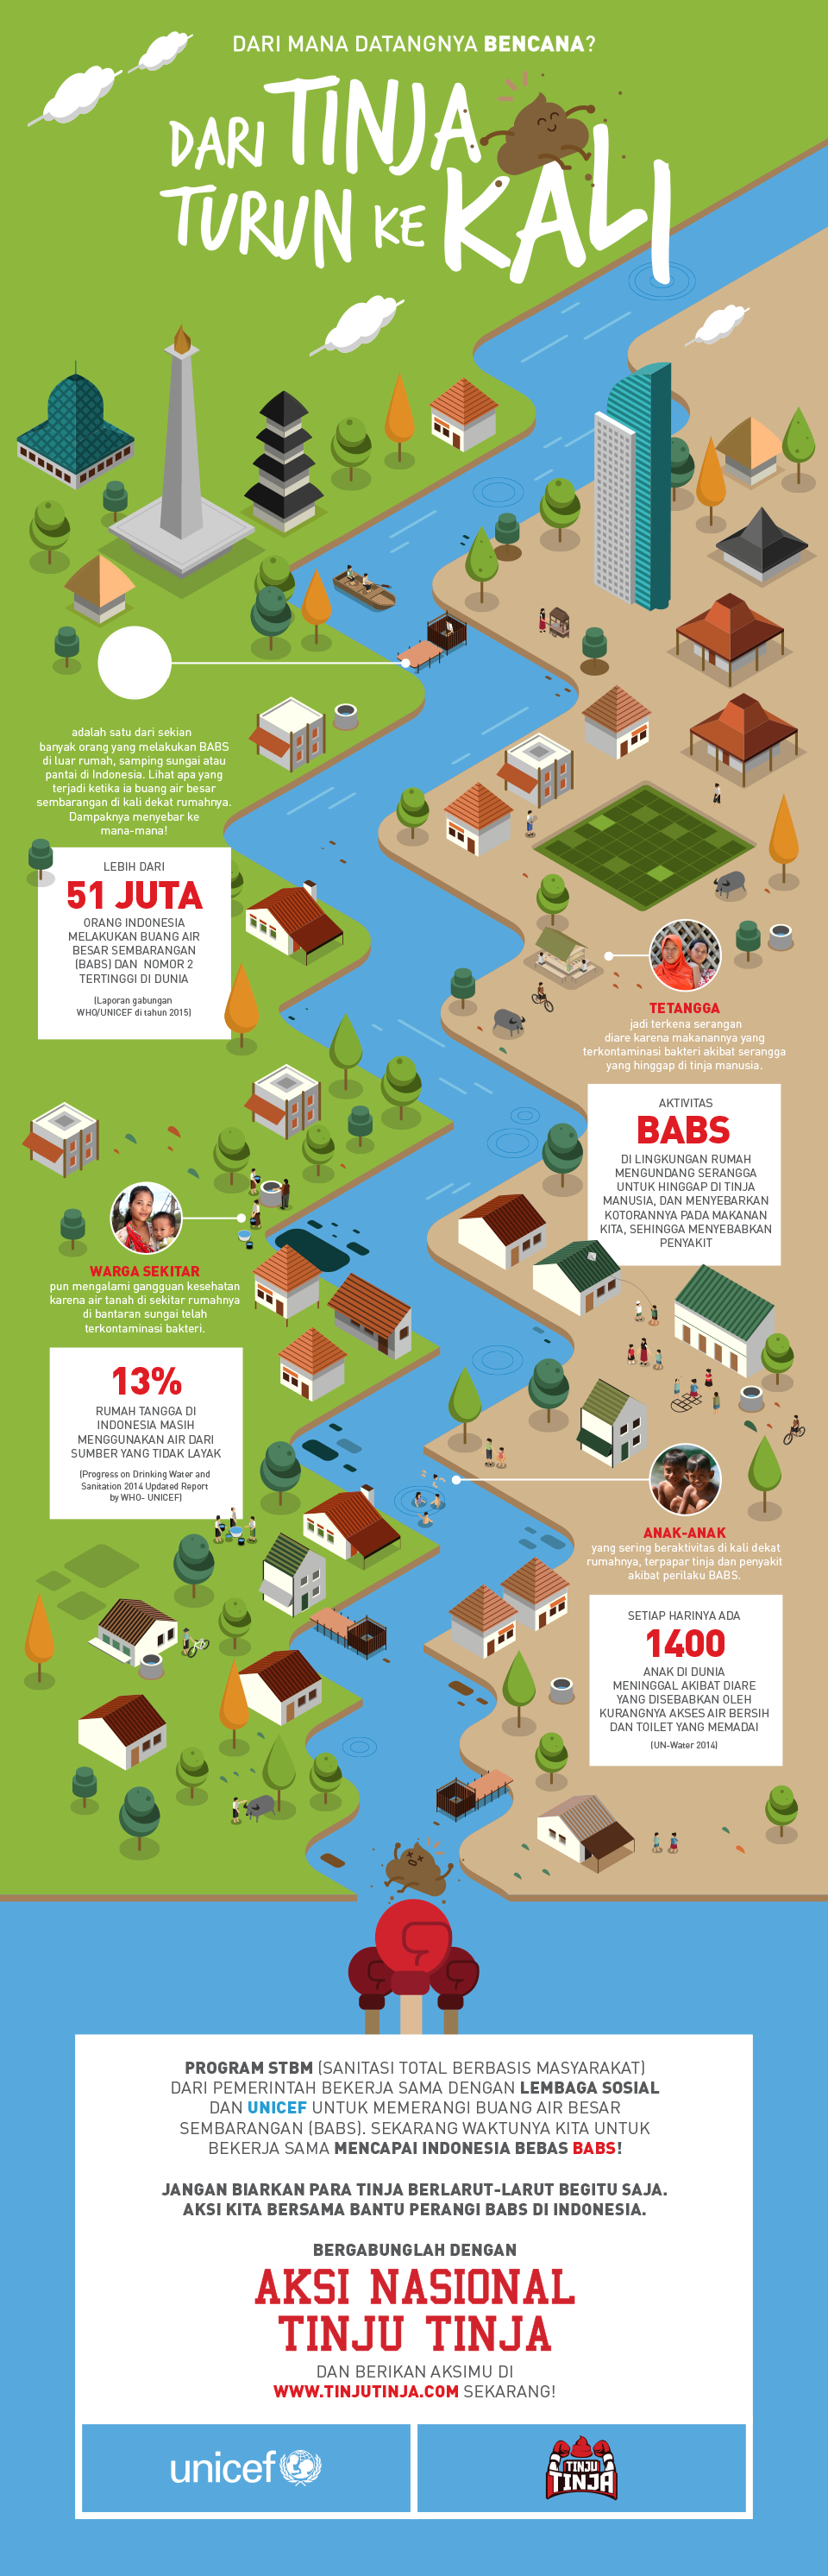 DARI MANA DATANGNYA BENCANA?
DARI TINJA
TURUN KE KALI
adalah satu dari sekian
banyak orang yang melakukan BABS
di luar rumah, samping sungai atau
pantai di Indonesia. Lihat apa yang
terjadi ketika ia buang air besar
sembarangan di kali dekat rumahnya.
Dampaknya menyebar ke
mana-mana!
LEBIH DARI
51 JUTA
ORANG INDONESIA
MELAKUKAN BUANG AIR
BESAR SEMBARANGAN
(BABS) DAN NOMOR 2
TERTINGGI DI DUNIA
(Laporan gabungan
WHO/UNICEF di tahun 2015)
TETANGGA
jadi terkena serangan
diare karena makanannya yang
terkontaminasi bakteri akibat serangga
yang hinggap di tinja manusia.
AKTIVITAS
BABS
DI LINGKUNGAN RUMAH
MENGUNDANG SERANGGA
UNTUK HINGGAP DI TINJA
MANUSIA, DAN MENYEBARKAN
KOTORANNYA PADA MAKANAN
KITA, SEHINGGA MENYEBABKAN
PENYAKIT
WARGA SEKITAR
pun mengalami gangguan kesehatan
karena air tanah di sekitar rumahnya
di bantaran sungai telah
terkontaminasi bakteri.
13%
RUMAH TANGGA DI
INDONESIA MASIH
MENGGUNAKAN AIR DARI
SUMBER YANG TIDAK LAYAK
(Progress on Drinking Water and
Sanitation 2014 Updated Report
by WHO- UNICEF)
ANAK-ANAK
yang sering beraktivitas di kali dekat
rumahnya, terpapar tinja dan penyakit
akibat perilaku BABS.
SETIAP HARINYA ADA
1400
ANAK DI DUNIA
MENINGGAL AKIBAT DIARE
YANG DISEBABKAN OLEH
KURANGNYA AKSES AIR BERSIH
DAN TOILET YANG MEMADAI
(UN-Water 2014)
PROGRAM STBM (SANITASI TOTAL BERBASIS MASYARAKAT)
DARI PEMERINTAH BEKERJA SAMA DENGAN LEMBAGA SOSIAL
DAN UNICEF UNTUK MEMERANGI BUANG AIR BESAR
SEMBARANGAN (BABS). SEKARANG WAKTUNYA KITA UNTUK
BEKERJA SAMA MENCAPAI INDONESIA BEBAS BABS!
JANGAN BIARKAN PARA TINJA BERLARUT-LARUT BEGITU SAJA.
AKSI KITA BERSAMA BANTU PERANGI BABS DI INDONESIA.
BERGABUNGLAH DENGAN
AKSI NASIONAL
TINJU TINJA
DAN BERIKAN AKSIMU DI
WWW.TINJUTINJA.COM SEKARANG!
unicef
TINJU
TINJA